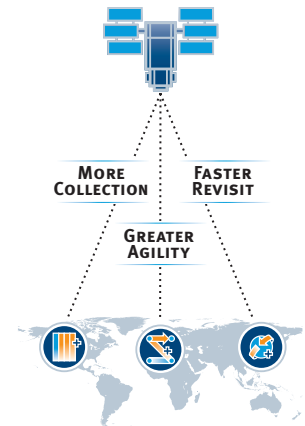 MORE
COLLECTION
FASTER
REVISIT
GREATER
AGILITY